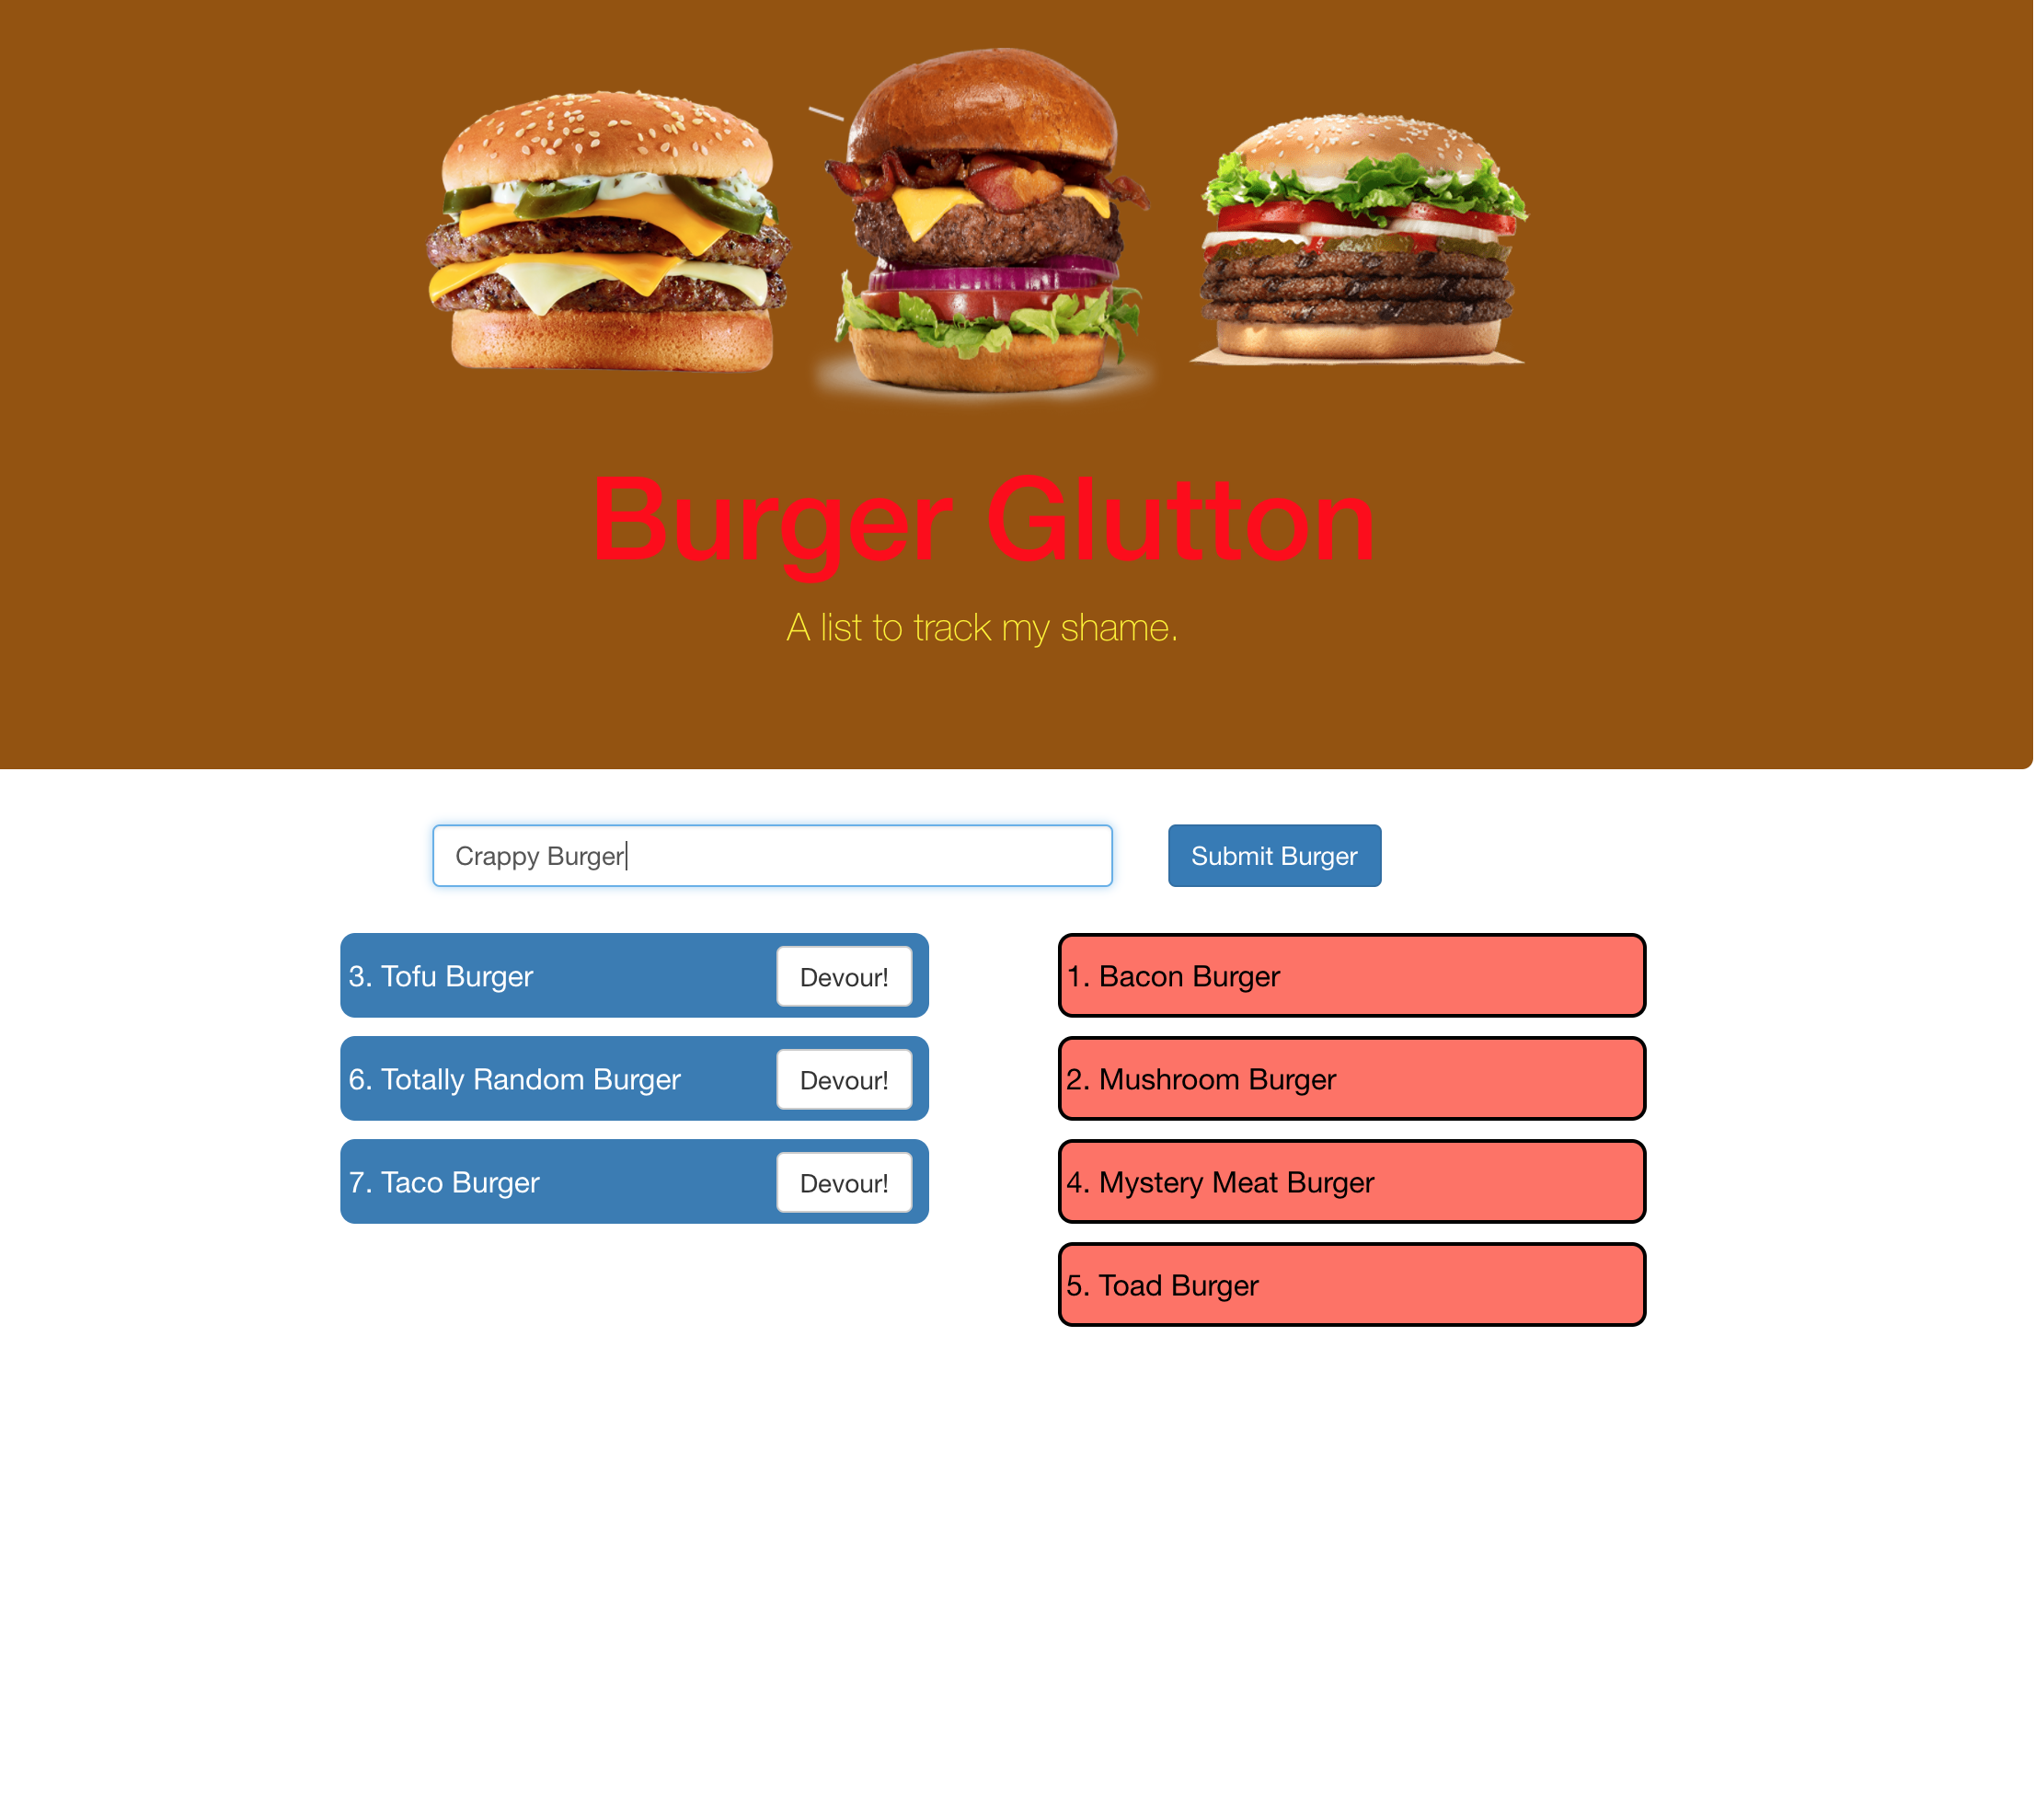 Burger Glutton
A list to track my shame.
Crappy Burger
Submit Burger
3. Tofu Burger
Devour!
6. Totally Random Burger
Devour!
7. Taco Burger
Devour!
1. Bacon Burger
2. Mushroom Burger
4. Mystery Meat Burger
5. Toad Burger